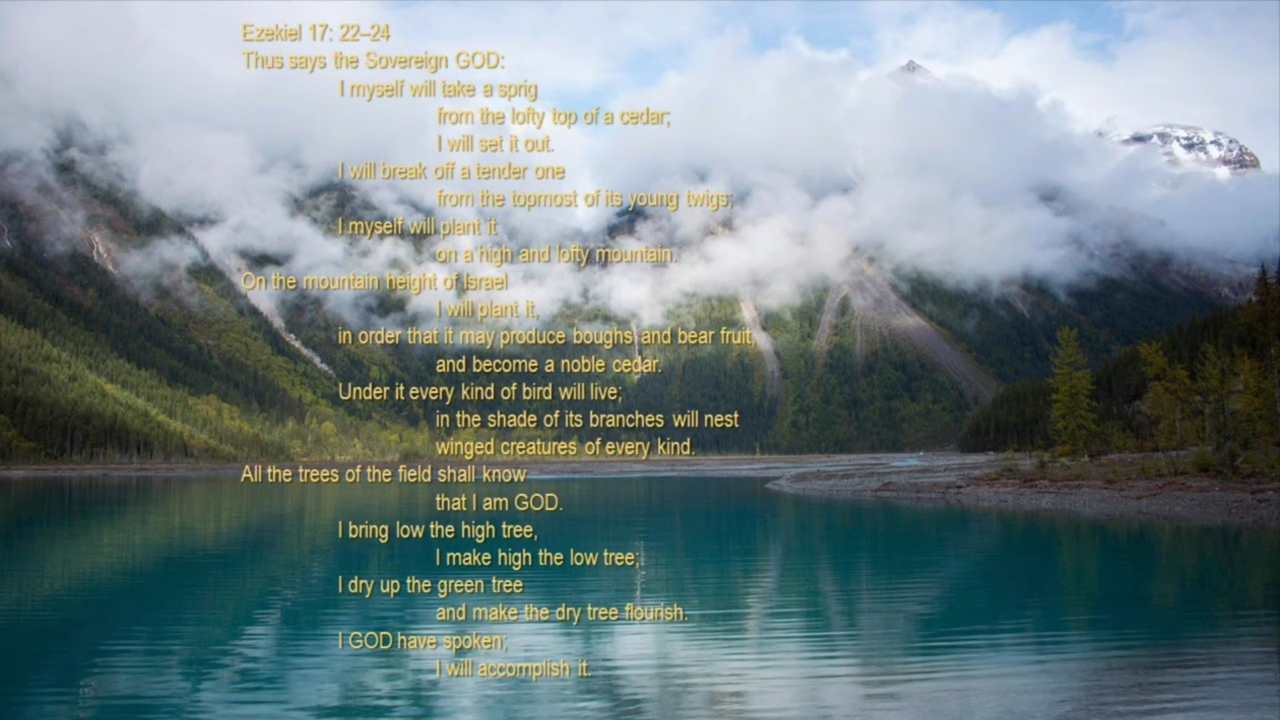 Ezekiel 17: 22–24
Thus says the Sovereign GOD:
I myself will take a sprig
from the lofty top of a cedar;
I will set it out.
I will break off a tender one
from the topmost of its young twigs;
I myself will plant it
on a high and lofty mountain.
On the mountain height of Israel
I will plant it,
in order that it may produce boughs and bear fruit,
and become a noble cedar.
Under it every kind of bird will live;
in the shade of its branches will nest
winged creatures of every kind.
All the trees of the field shall know
that I am GOD.
I bring low the high tree,
I make high the low tree;
I dry up the green tree
and make the dry tree flourish.
I GOD have spoken;
I will accomplish it.